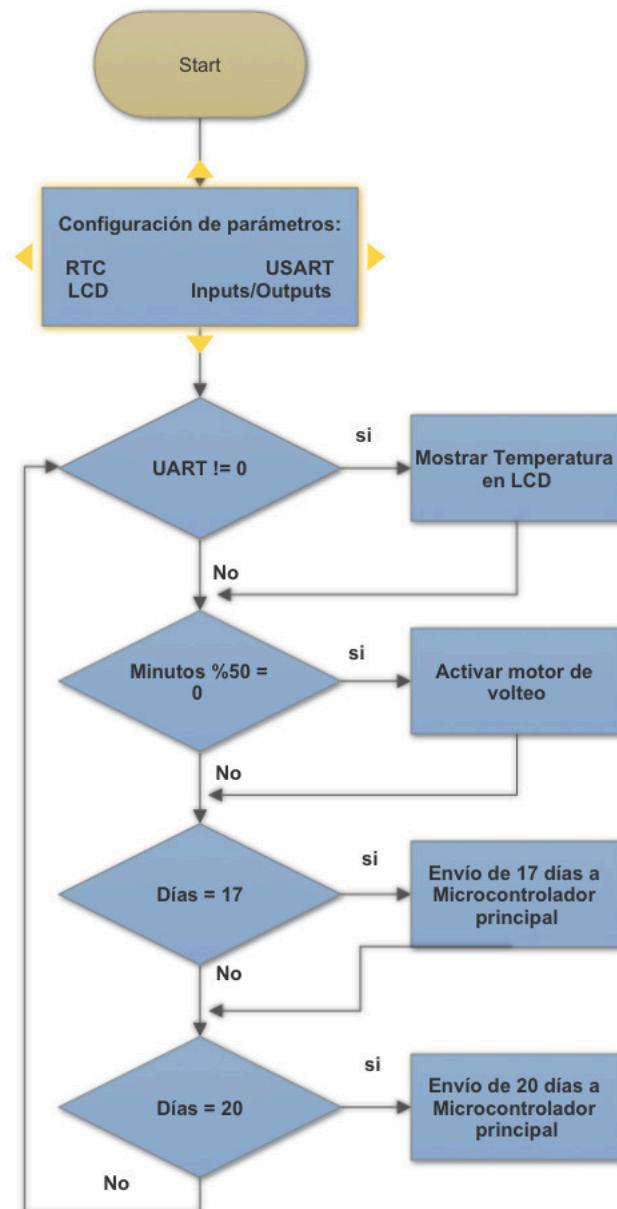 Start
Configuración de parámetros:
RTC USART
LCD Inputs/Outputs
UART != 0
si
Mostrar Temperatura
en LCD
No
Minutos %50 =
0
si
Activar motor de
volteo
No
Días = 17
si
Envío de 17 días a
Microcontrolador
principal
No
Días = 20
si
Envío de 20 días a
Microcontrolador
principal
No